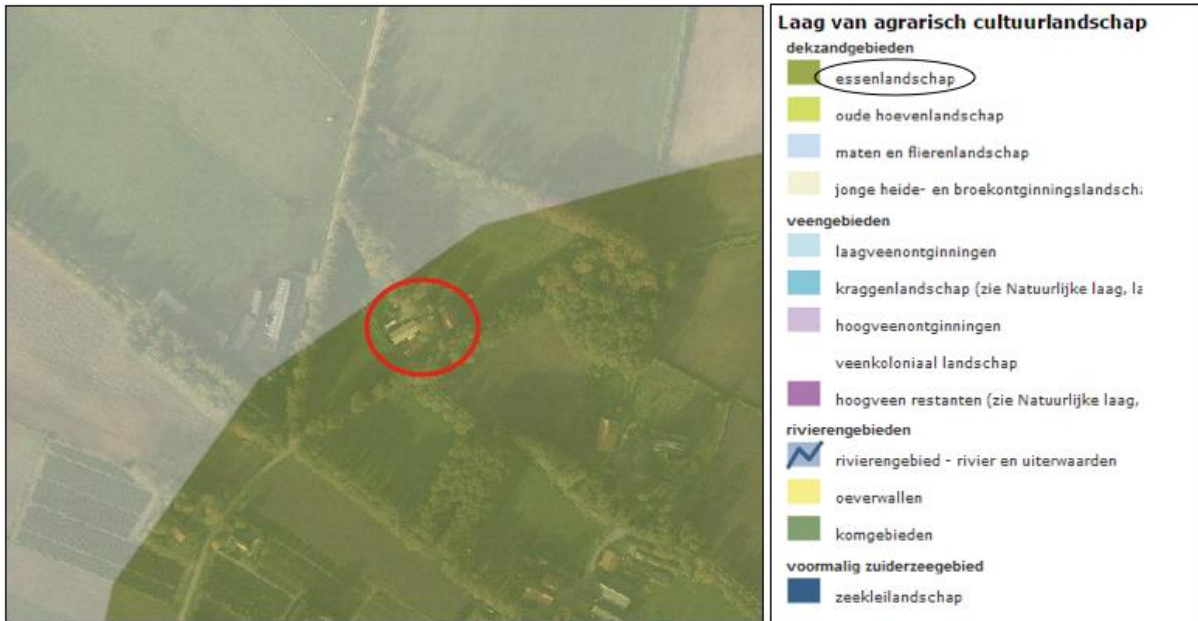 Laag van agrarisch cultuurlandschap
dekzandgebieden
essenlandschap
oude hoevenlandschap
maten en flierenlandschap
jonge heide- en broekontginningslandscha
veengebieden
laagveenontginningen
kraggenlandschap (zie Natuurlijke laag, la
hoogveenontginningen
veenkoloniaal landschap
hoogveen restanten (zie Natuurlijke laag,
rivierengebieden
rivierengebied - rivier en uiterwaarden
oeverwallen
komgebieden
voormalig zuiderzeegebied
zeekleilandschap